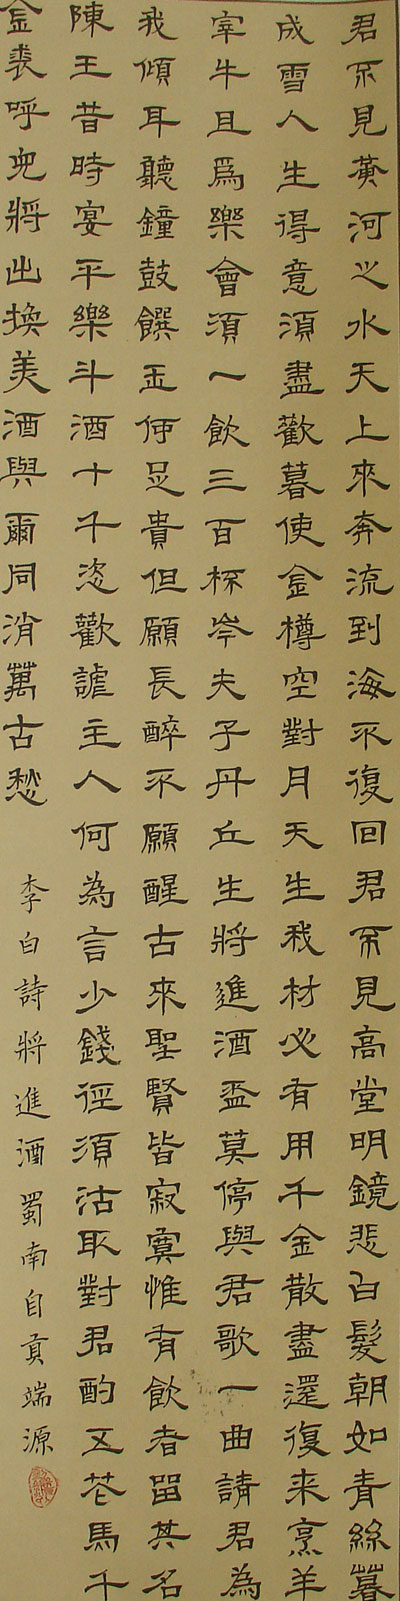 君不見黃河之水天上來奔流到海不復回君不見高堂明鏡悲白髮朝如青絲暮
成雪人生得意須盡歡暮使金樽空對月天生我材必有用千金散盡還復来烹羊
宰牛且爲樂會須一飲三百杯岑夫子丹丘生將進酒盃莫停與君歌一曲請君為
我傾耳聽鐘鼓饌玉何足貴但願長醉不願醒古來聖賢皆寂寞惟有飲者留其名
陳王昔時宴平樂斗酒十千恣歡謔主人何為言少錢徑須沽取對君酌五花馬千
金裘呼兒將出換美酒與爾同消萬古愁
李白詩將進酒蜀南自貢端源